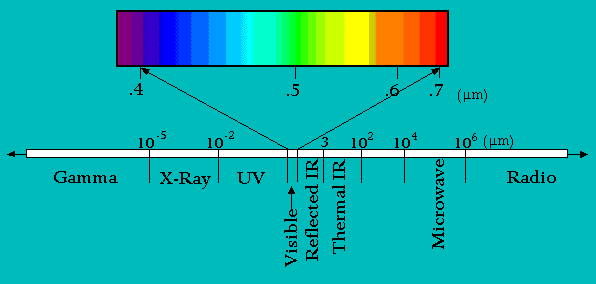 .4 .5 .6 .7 (μm)
10-5 10-2 3 10² 10⁴ 10⁶ (μm)
Gamma X-Ray UV Visible Reflected IR Thermal IR Microwave Radio